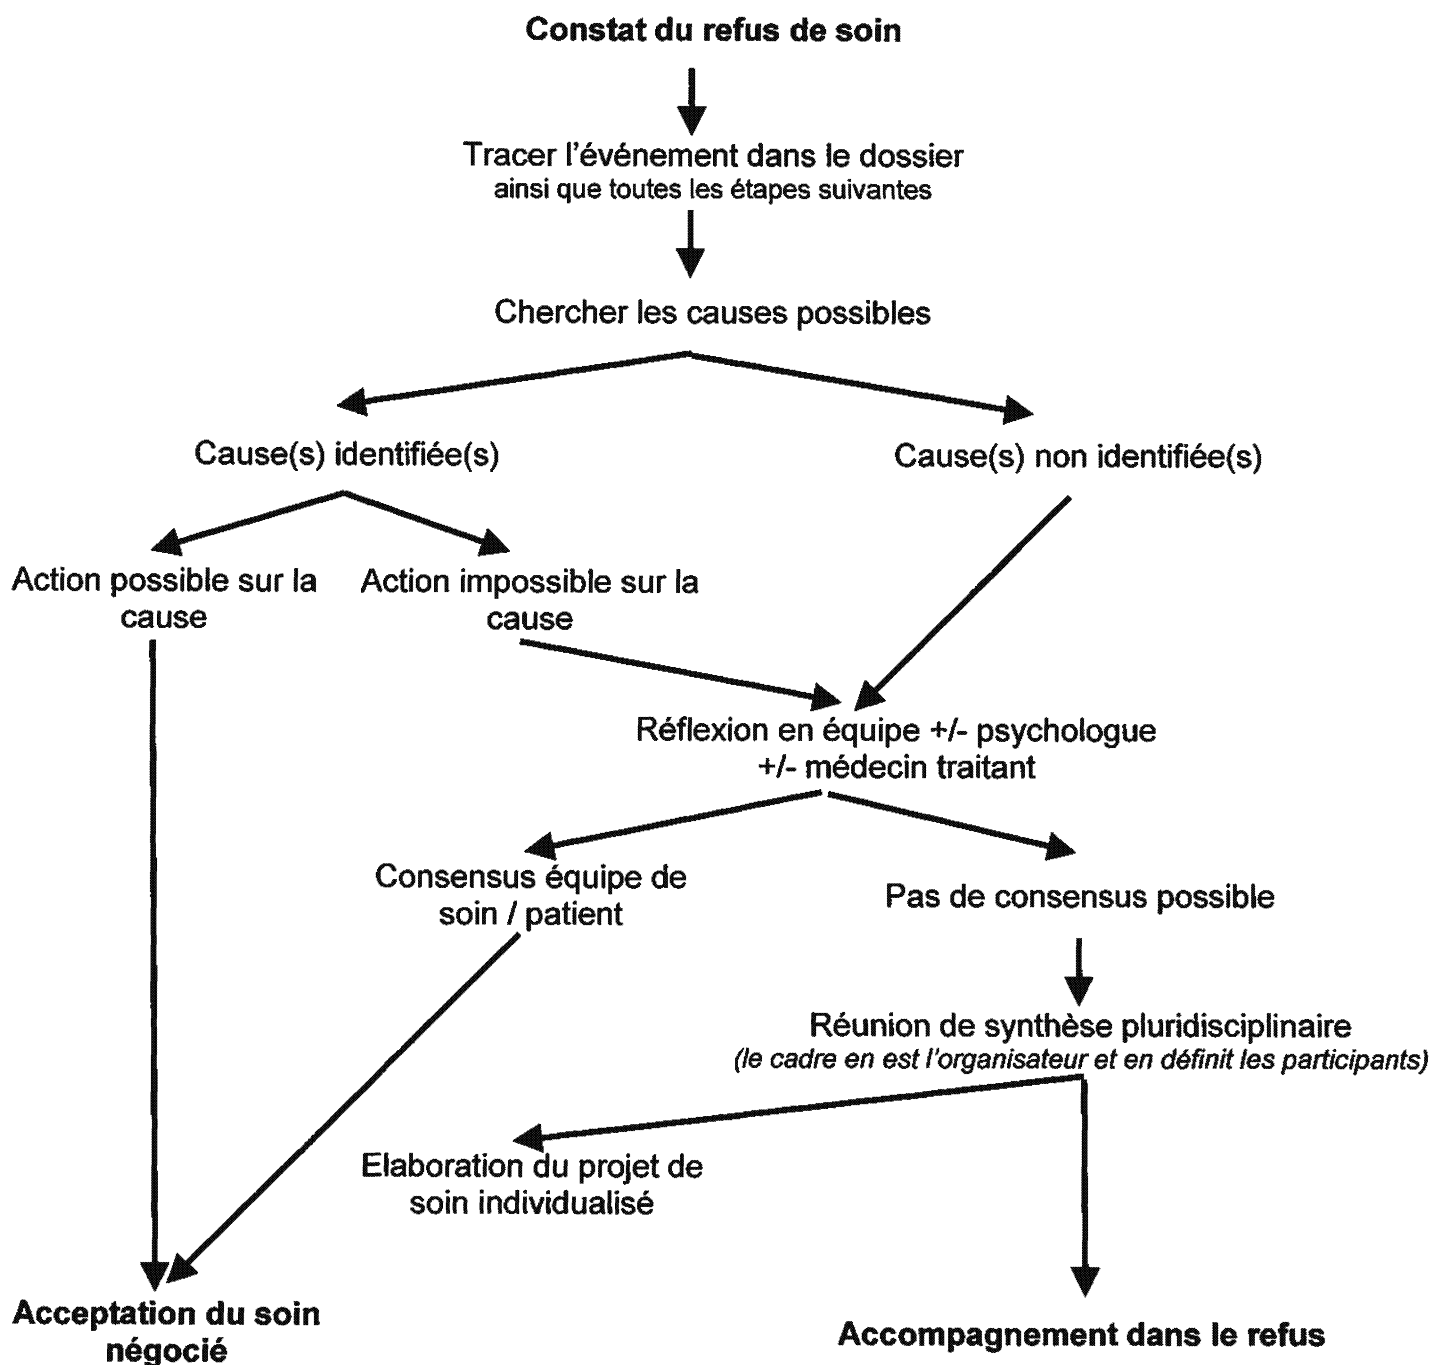 Constat du refus de soin
Tracer l'événement dans le dossier
ainsi que toutes les étapes suivantes
Chercher les causes possibles
Cause(s) identifiée(s)
Cause(s) non identifiée(s)
Action possible sur la
cause
Action impossible sur la
cause
Réflexion en équipe +/- psychologue
+/- médecin traitant
Consensus équipe de
soin / patient
Pas de consensus possible
Réunion de synthèse pluridisciplinaire
(le cadre en est l'organisateur et en définit les participants)
Elaboration du projet de
soin individualisé
Acceptation du soin
négocié
Accompagnement dans le refus